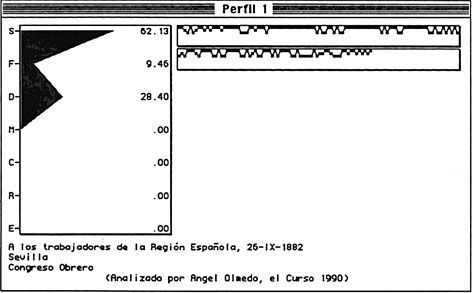 Perfil 1
S- 62.13
F- 9.46
D- 28.40
M- .00
C- .00
R- .00
E- .00
A los trabajadores de la Región Española, 26-IX-1882
Sevilla
Congreso Obrero
(Analizado por Angel Olmedo, el Curso 1990)